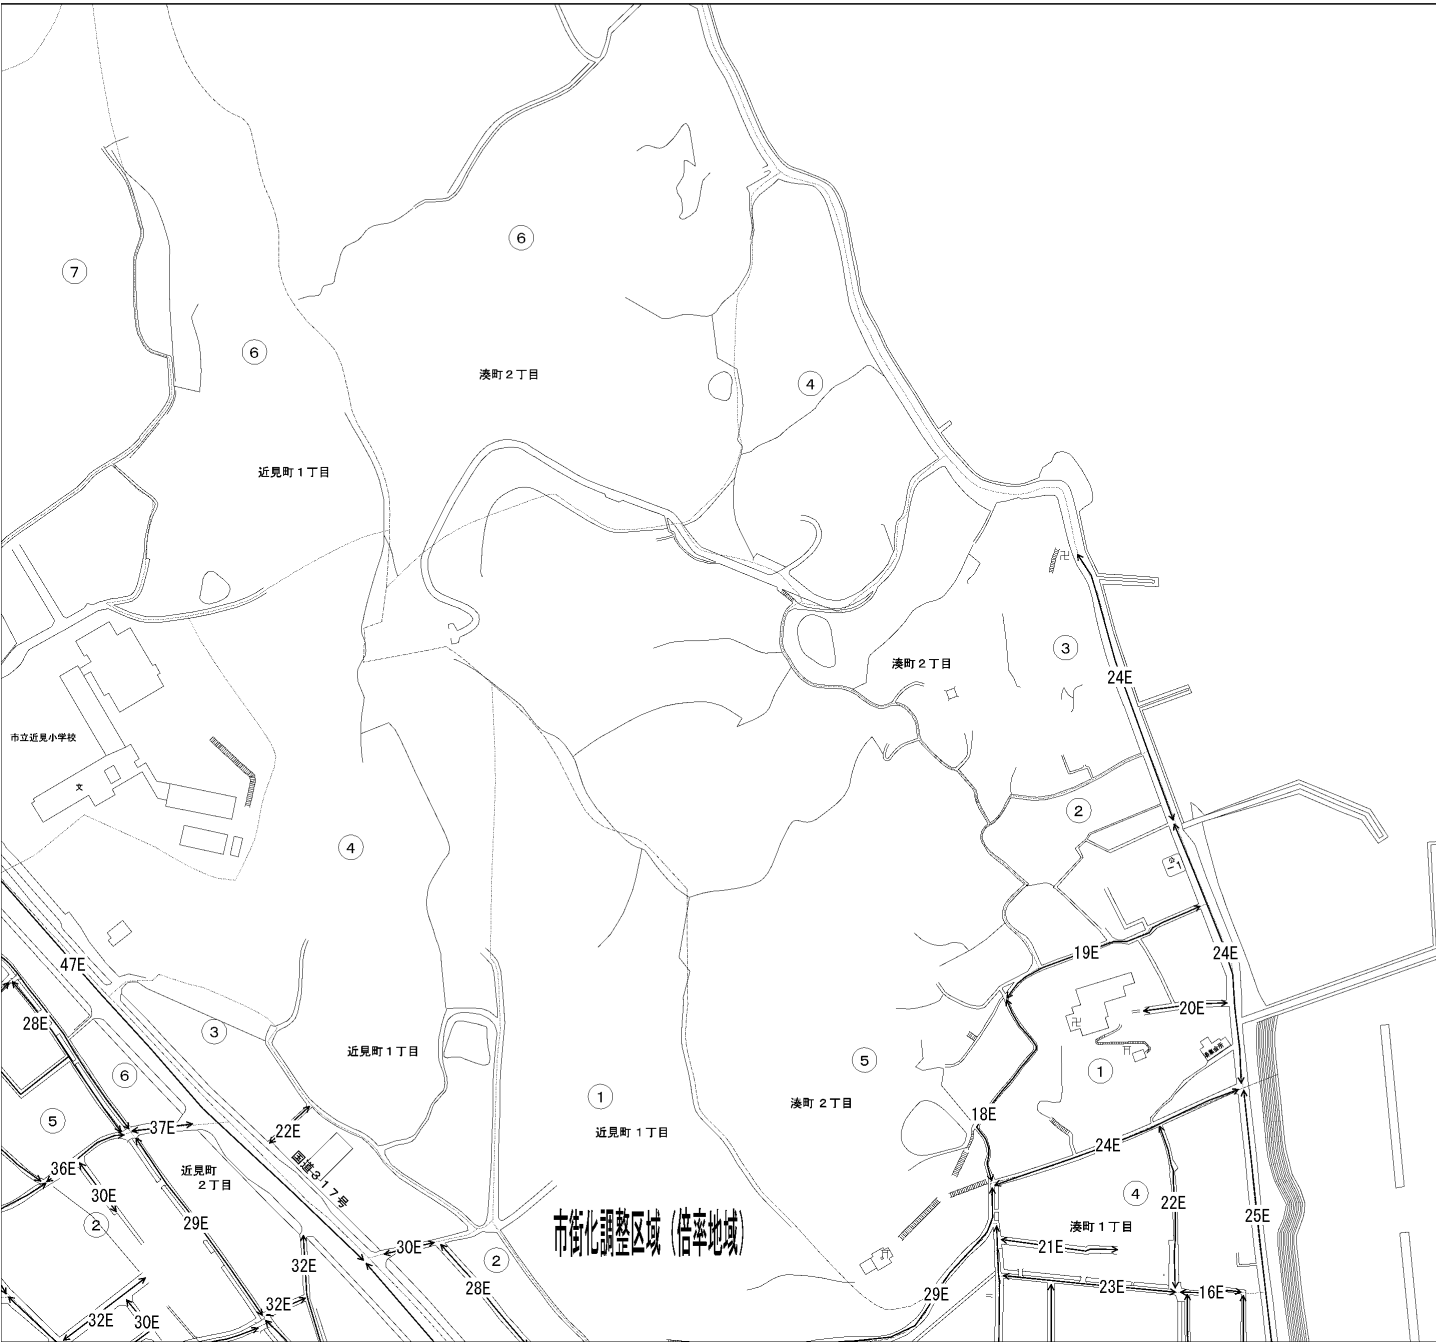 ⑥
⑦
⑥
湊町2丁目
④
近見町1丁目
③
湊町2丁目
24E
市立近見小学校
文
②
④
公
-1
19E
24E
47E
20E
28E
③
近見町1丁目
⑤
⑥
①
①
湊町2丁目
近見町1丁目
18E
⑤
37E
22E
24E
36E
国道317号
近見町
2丁目
30E
④
22E
②
29E
湊町1丁目
25E
市街化調整区域（倍率地域）
30E
②
21E
32E
28E
23E
16E
29E
32E
32E
30E